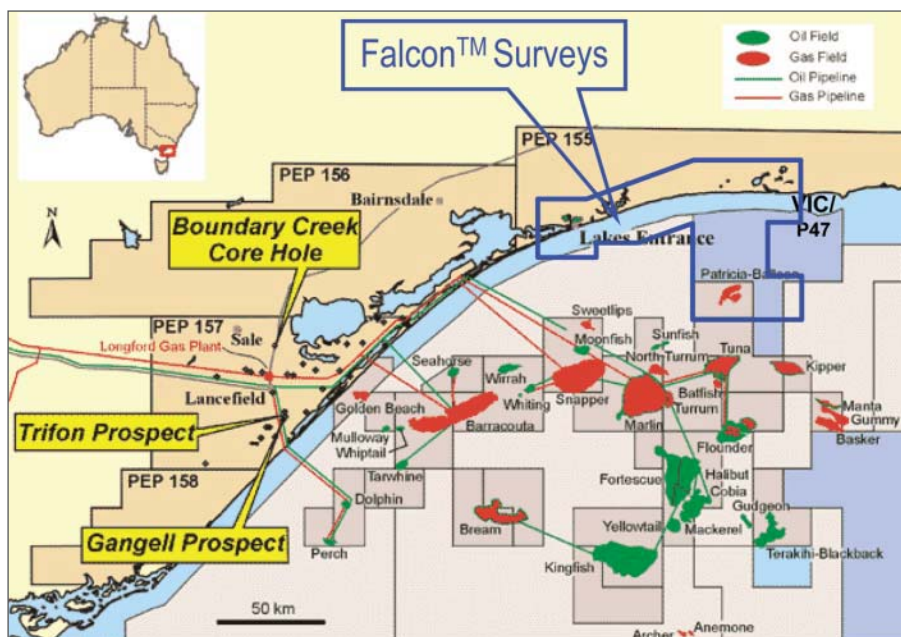 Falcon™ Surveys
Oil Field
Gas Field
Oil Pipeline
Gas Pipeline
PEP 155
PEP 156
Bairnsdale
N
Boundary Creek
Core Hole
Lakes Entrance
VIC/
P47
Patricia-Balleen
PEP 157
Sale
Longford Gas Plant
Lancefield
Sweetlips
Moonfish
Sunfish
North Turrum
Tuna
Seahorse
Wirrah
Kipper
Batfish
Whiting
Snapper
Turrum
Golden Beach
Barracouta
Marlin
Manta
Gummy
Basker
Trifon Prospect
Mulloway
Whiptail
Flounder
Tarwhine
Fortescue
Halibut
Cobia
PEP 158
Dolphin
Gudgeon
Gangell Prospect
Bream
Yellowtail
Mackerel
Perch
Kingfish
Terakihi-Blackback
50 km
Archer
Anemone